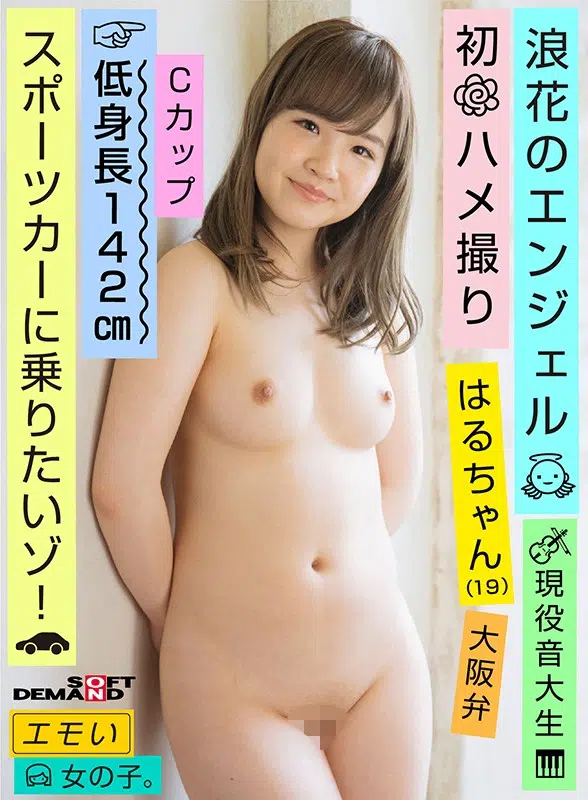 浪花のエンジェル
初ハメ撮り
はるちゃん(19)
現役音大生
大阪弁
Cカップ
低身長142㎝
スポーツカーに乗りたいゾ!
SOFT
ON
DEMAND
エモい
女の子。